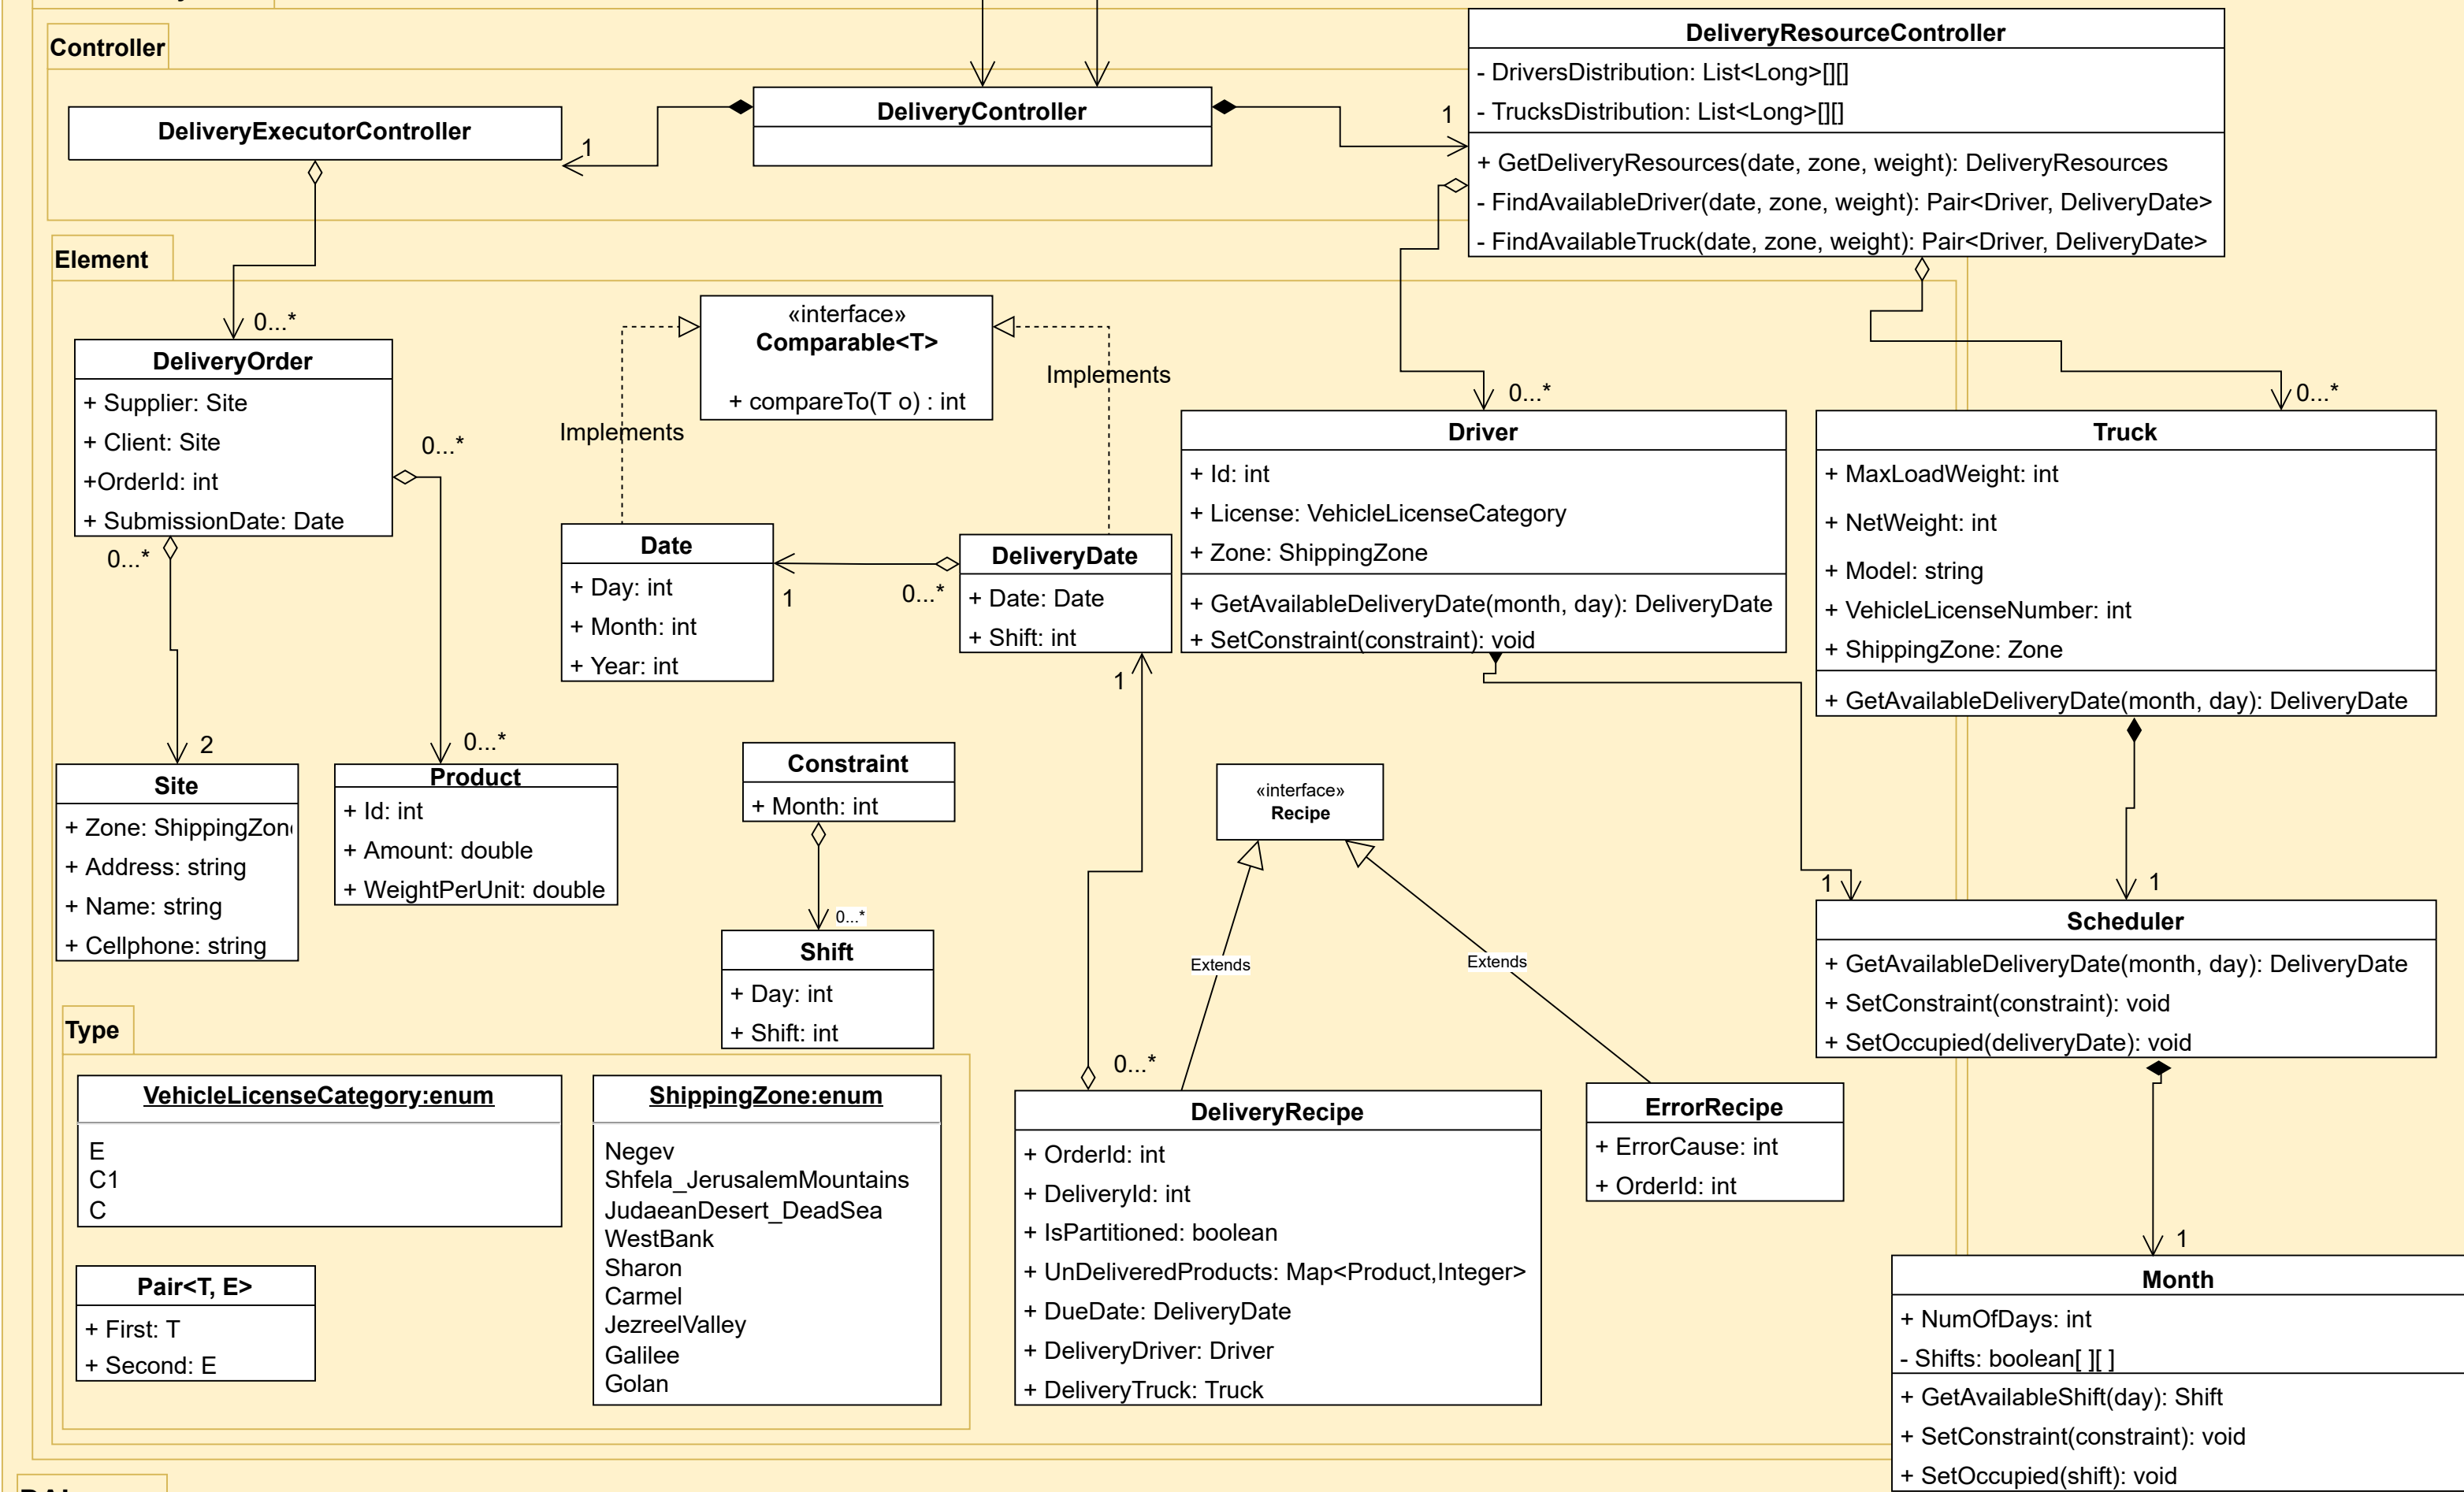 Controller
DeliveryExecutorController
1
DeliveryController
1
DeliveryResourceController
- DriversDistribution: List<Long>[][]
- TrucksDistribution: List<Long>[][]
+ GetDeliveryResources(date, zone, weight): DeliveryResources
- FindAvailableDriver(date, zone, weight): Pair<Driver, DeliveryDate>
- FindAvailableTruck(date, zone, weight): Pair<Driver, DeliveryDate>
Element
0...*
DeliveryOrder
+ Supplier: Site
+ Client: Site
+OrderId: int
+ SubmissionDate: Date
0...*
0...*
«interface»
Comparable<T>
+ compareTo(T o) : int
Implements
Implements
Date
+ Day: int
+ Month: int
+ Year: int
1
0...*
DeliveryDate
+ Date: Date
+ Shift: int
1
0...*
Driver
+ Id: int
+ License: VehicleLicenseCategory
+ Zone: ShippingZone
+ GetAvailableDeliveryDate(month, day): DeliveryDate
+ SetConstraint(constraint): void
0...*
Truck
+ MaxLoadWeight: int
+ NetWeight: int
+ Model: string
+ VehicleLicenseNumber: int
+ ShippingZone: Zone
+ GetAvailableDeliveryDate(month, day): DeliveryDate
2
Site
+ Zone: ShippingZon
+ Address: string
+ Name: string
+ Cellphone: string
0...*
Product
+ Id: int
+ Amount: double
+ WeightPerUnit: double
Constraint
+ Month: int
0...*
Shift
+ Day: int
+ Shift: int
«interface»
Recipe
Extends
Extends
1
1
Scheduler
+ GetAvailableDeliveryDate(month, day): DeliveryDate
+ SetConstraint(constraint): void
+ SetOccupied(deliveryDate): void
Type
VehicleLicenseCategory:enum
E
C1
C
ShippingZone:enum
Negev
Shfela_JerusalemMountains
JudaeanDesert_DeadSea
WestBank
Sharon
Carmel
JezreelValley
Galilee
Golan
Pair<T, E>
+ First: T
+ Second: E
0...*
DeliveryRecipe
+ OrderId: int
+ DeliveryId: int
+ IsPartitioned: boolean
+ UnDeliveredProducts: Map<Product,Integer>
+ DueDate: DeliveryDate
+ DeliveryDriver: Driver
+ DeliveryTruck: Truck
ErrorRecipe
+ ErrorCause: int
+ OrderId: int
1
Month
+ NumOfDays: int
- Shifts: boolean[ ][ ]
+ GetAvailableShift(day): Shift
+ SetConstraint(constraint): void
+ SetOccupied(shift): void